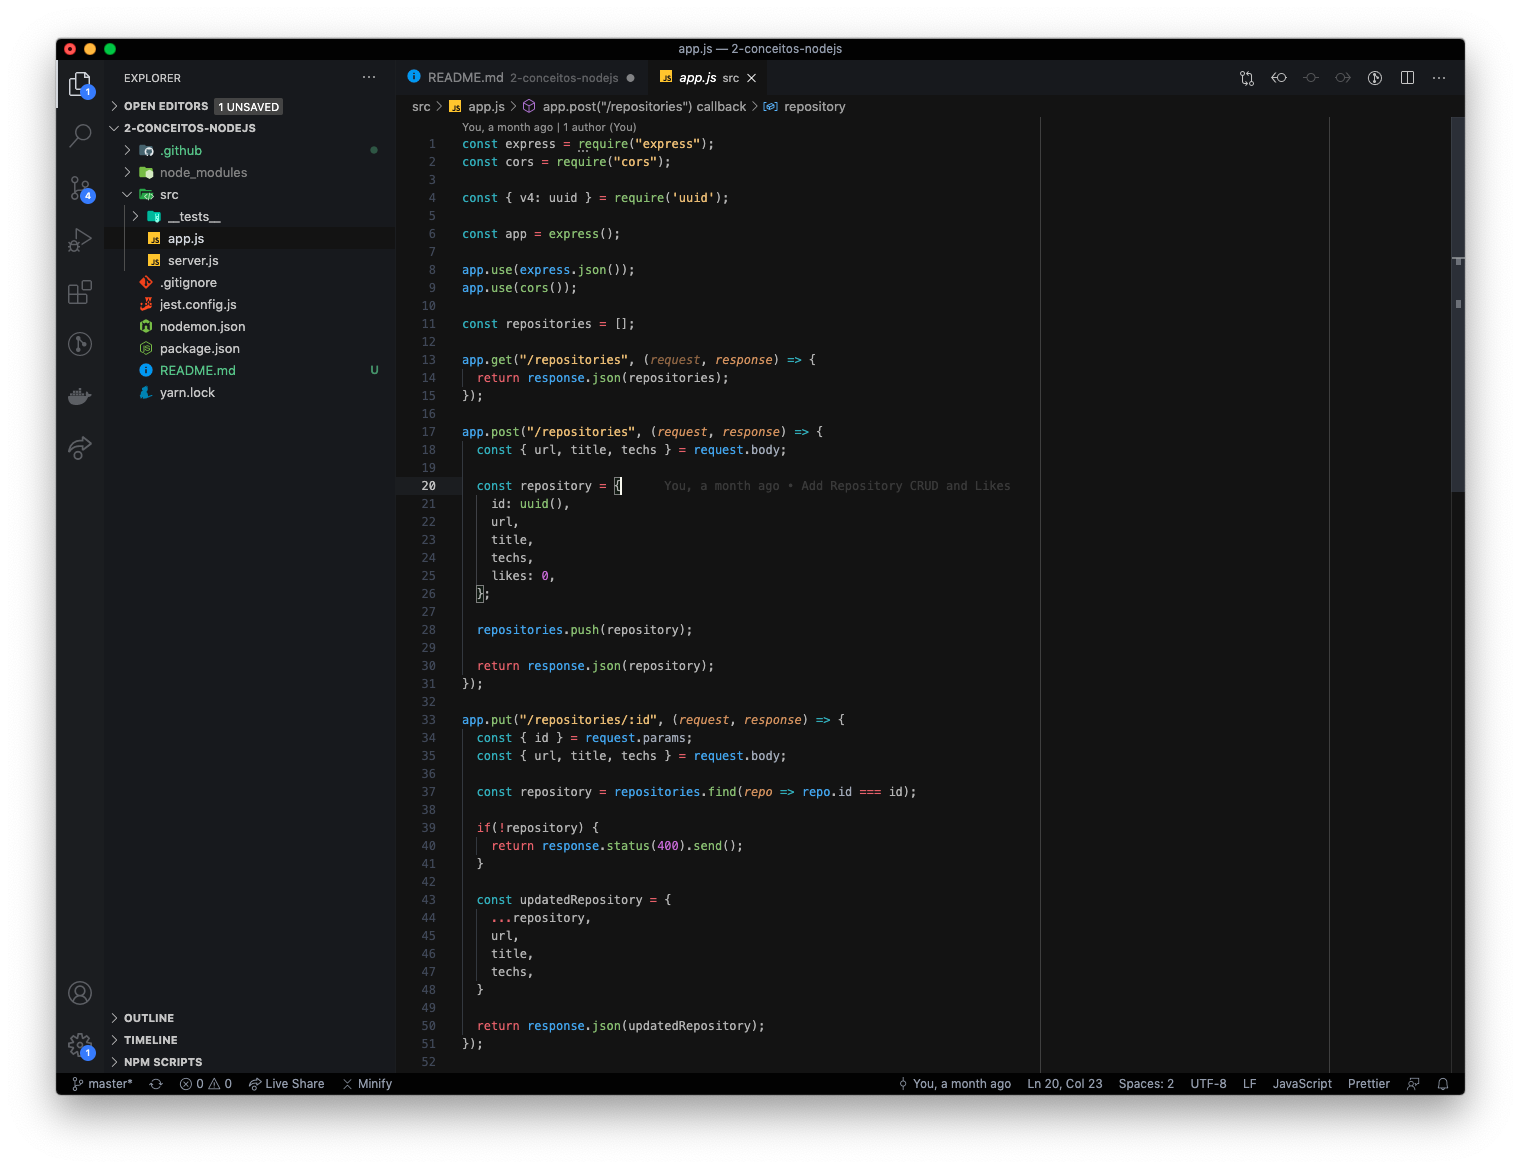 app.js — 2-conceitos-nodejs
EXPLORER
OPEN EDITORS 1 UNSAVED
2-CONCEITOS-NODEJS
.github
node_modules
src
__tests__
app.js
server.js
.gitignore
jest.config.js
nodemon.json
package.json
README.md U
yarn.lock
OUTLINE
TIMELINE
NPM SCRIPTS
1
4
1
README.md 2-conceitos-nodejs
app.js src
src > app.js > app.post("/repositories") callback > repository
You, a month ago | 1 author (You)
1 const express = require("express");
2 const cors = require("cors");
3
4 const { v4: uuid } = require('uuid');
5
6 const app = express();
7
8 app.use(express.json());
9 app.use(cors());
10
11 const repositories = [];
12
13 app.get("/repositories", (request, response) => {
14 return response.json(repositories);
15 });
16
17 app.post("/repositories", (request, response) => {
18 const { url, title, techs } = request.body;
19
20 const repository = { You, a month ago • Add Repository CRUD and Likes
21 id: uuid(),
22 url,
23 title,
24 techs,
25 likes: 0,
26 };
27
28 repositories.push(repository);
29
30 return response.json(repository);
31 });
32
33 app.put("/repositories/:id", (request, response) => {
34 const { id } = request.params;
35 const { url, title, techs } = request.body;
36
37 const repository = repositories.find(repo => repo.id === id);
38
39 if(!repository) {
40 return response.status(400).send();
41 }
42
43 const updatedRepository = {
44 ...repository,
45 url,
46 title,
47 techs,
48 }
49
50 return response.json(updatedRepository);
51 });
52
master* 0 0 Live Share Minify You, a month ago Ln 20, Col 23 Spaces: 2 UTF-8 LF JavaScript Prettier